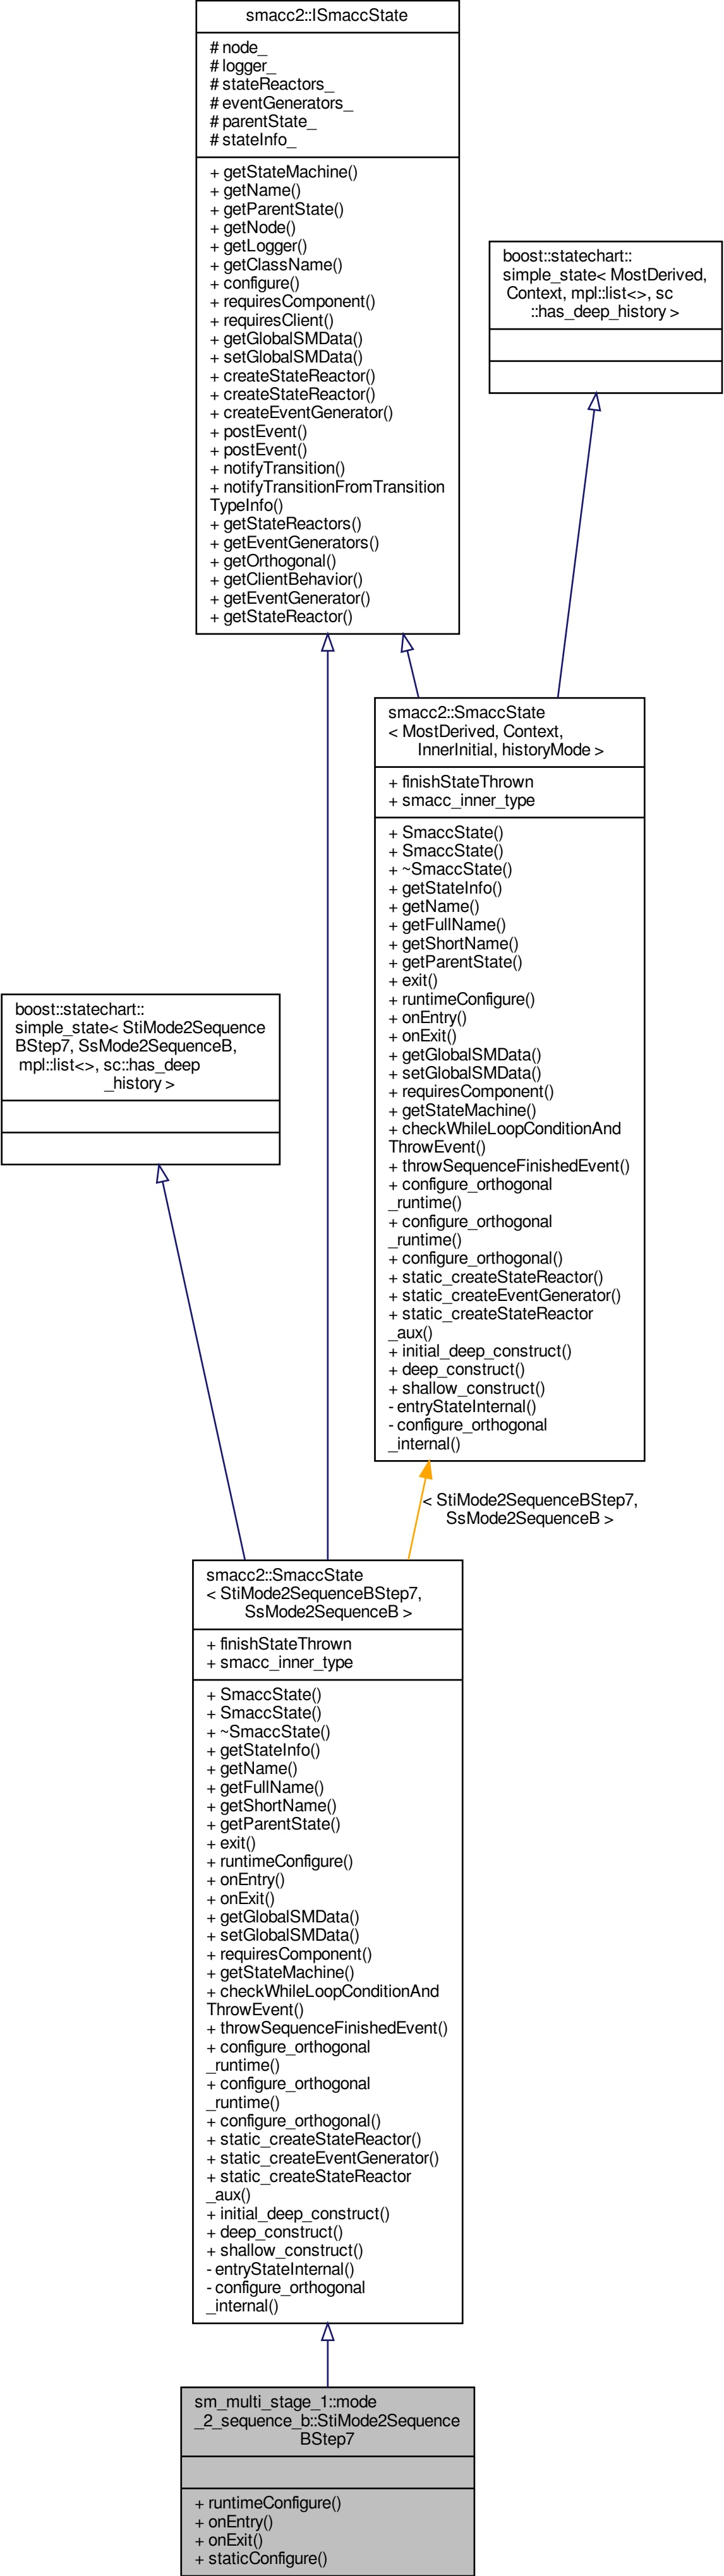 smacc2::ISmaccState
# node_
# logger_
# stateReactors_
# eventGenerators_
# parentState_
# stateInfo_
+ getStateMachine()
+ getName()
+ getParentState()
+ getNode()
+ getLogger()
+ getClassName()
+ configure()
+ requiresComponent()
+ requiresClient()
+ getGlobalSMData()
+ setGlobalSMData()
+ createStateReactor()
+ createStateReactor()
+ createEventGenerator()
+ postEvent()
+ postEvent()
+ notifyTransition()
+ notifyTransitionFromTransition
TypeInfo()
+ getStateReactors()
+ getEventGenerators()
+ getOrthogonal()
+ getClientBehavior()
+ getEventGenerator()
+ getStateReactor()
boost::statechart::
simple_state< MostDerived,
Context, mpl::list<>, sc
::has_deep_history >
smacc2::SmaccState
< MostDerived, Context,
InnerInitial, historyMode >
+ finishStateThrown
+ smacc_inner_type
+ SmaccState()
+ SmaccState()
+ ~SmaccState()
+ getStateInfo()
+ getName()
+ getFullName()
+ getShortName()
+ getParentState()
+ exit()
+ runtimeConfigure()
+ onEntry()
+ onExit()
+ getGlobalSMData()
+ setGlobalSMData()
+ requiresComponent()
+ getStateMachine()
+ checkWhileLoopConditionAnd
ThrowEvent()
+ throwSequenceFinishedEvent()
+ configure_orthogonal
_runtime()
+ configure_orthogonal
_runtime()
+ configure_orthogonal()
+ static_createStateReactor()
+ static_createEventGenerator()
+ static_createStateReactor
_aux()
+ initial_deep_construct()
+ deep_construct()
+ shallow_construct()
- entryStateInternal()
- configure_orthogonal
_internal()
boost::statechart::
simple_state< StiMode2Sequence
BStep7, SsMode2SequenceB,
mpl::list<>, sc::has_deep
_history >
< StiMode2SequenceBStep7,
SsMode2SequenceB >
smacc2::SmaccState
< StiMode2SequenceBStep7,
SsMode2SequenceB >
+ finishStateThrown
+ smacc_inner_type
+ SmaccState()
+ SmaccState()
+ ~SmaccState()
+ getStateInfo()
+ getName()
+ getFullName()
+ getShortName()
+ getParentState()
+ exit()
+ runtimeConfigure()
+ onEntry()
+ onExit()
+ getGlobalSMData()
+ setGlobalSMData()
+ requiresComponent()
+ getStateMachine()
+ checkWhileLoopConditionAnd
ThrowEvent()
+ throwSequenceFinishedEvent()
+ configure_orthogonal
_runtime()
+ configure_orthogonal
_runtime()
+ configure_orthogonal()
+ static_createStateReactor()
+ static_createEventGenerator()
+ static_createStateReactor
_aux()
+ initial_deep_construct()
+ deep_construct()
+ shallow_construct()
- entryStateInternal()
- configure_orthogonal
_internal()
sm_multi_stage_1::mode
_2_sequence_b::StiMode2Sequence
BStep7
+ runtimeConfigure()
+ onEntry()
+ onExit()
+ staticConfigure()